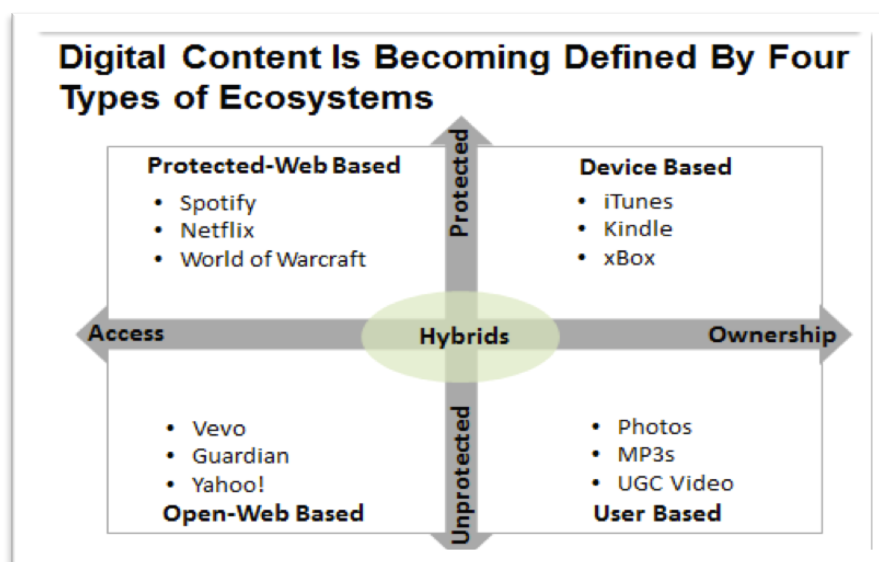 Digital Content Is Becoming Defined By Four
Types of Ecosystems
Protected
Protected-Web Based
• Spotify
• Netflix
• World of Warcraft
Device Based
• iTunes
• Kindle
• xBox
Access
Hybrids
Ownership
• Vevo
• Guardian
• Yahoo!
Open-Web Based
Unprotected
• Photos
• MP3s
• UGC Video
User Based